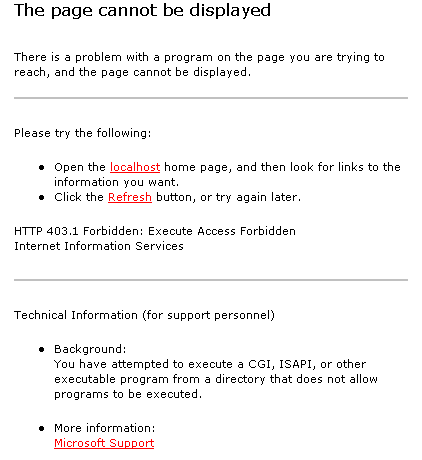 The page cannot be displayed
There is a problem with a program on the page you are trying to
reach, and the page cannot be displayed.
Please try the following:
• Open the localhost home page, and then look for links to the
information you want.
• Click the Refresh button, or try again later.
HTTP 403.1 Forbidden: Execute Access Forbidden
Internet Information Services
Technical Information (for support personnel)
• Background:
You have attempted to execute a CGI, ISAPI, or other
executable program from a directory that does not allow
programs to be executed.
• More information:
Microsoft Support